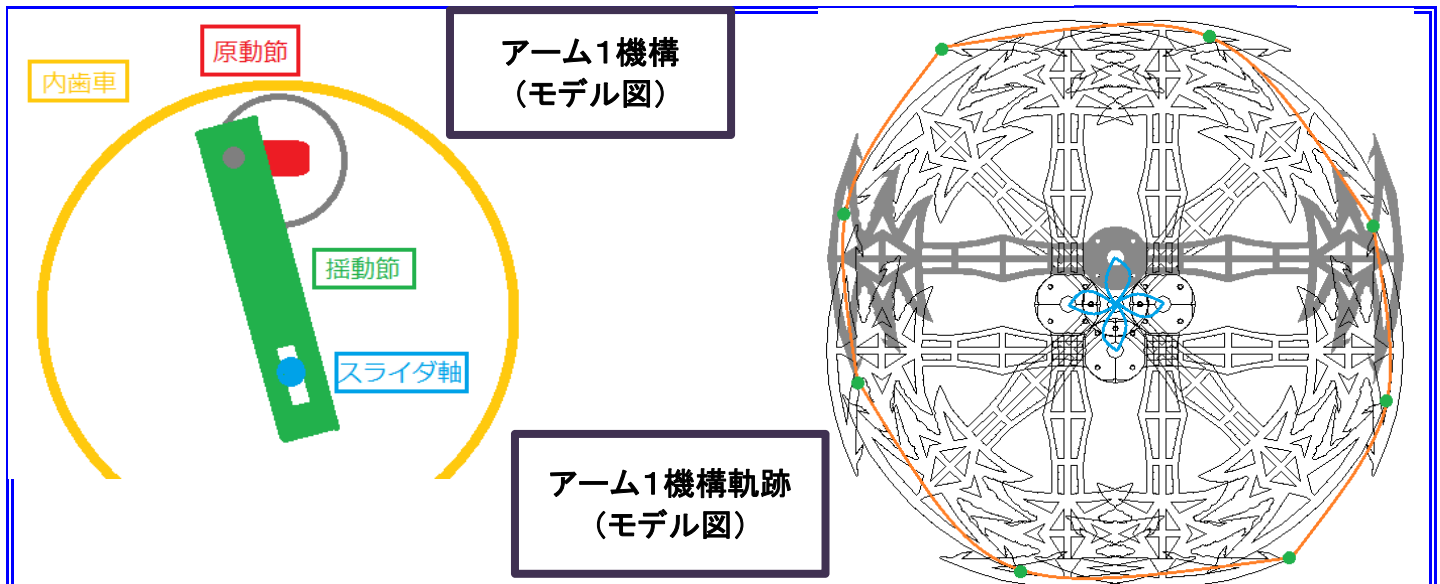 原動節
内歯車
アーム1機構
(モデル図)
揺動節
スライダ軸
アーム1機構軌跡
(モデル図)